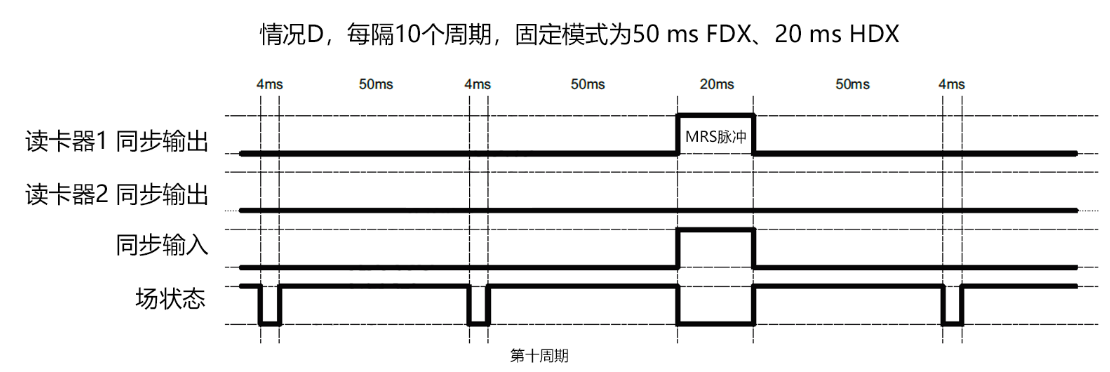 情况D，每隔10个周期，固定模式为50 ms FDX、20 ms HDX
4ms 50ms 4ms 50ms 20ms 50ms 4ms
读卡器1 同步输出
MRS脉冲
读卡器2 同步输出
同步输入
场状态
第十周期